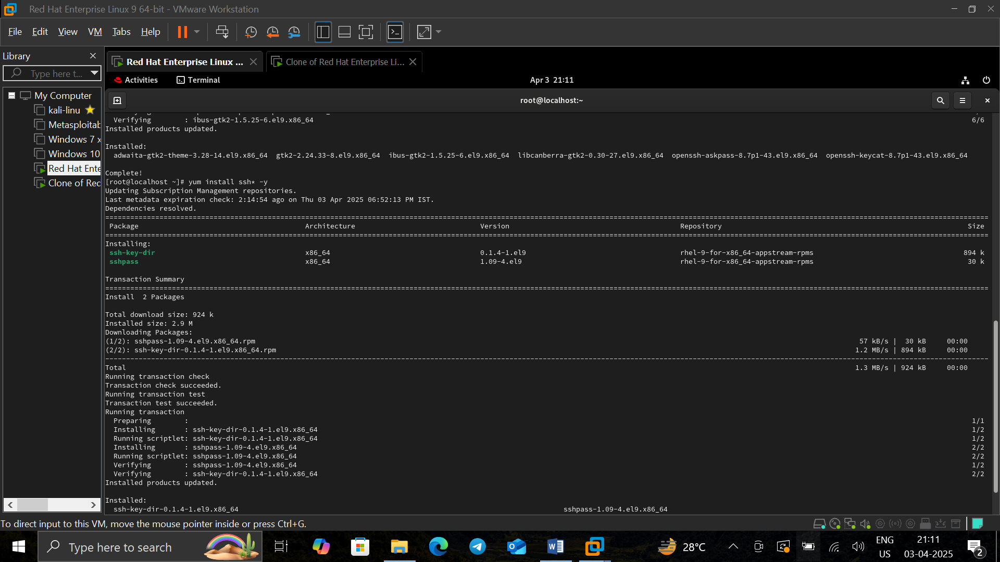 Red Hat Enterprise Linux 9 64-bit - VMware Workstation
File Edit View VM Tabs Help
Library
Type here t...
My Computer
kali-linu
Metasploitab
Windows 7 x
Windows 10
Red Hat Ente
Clone of Red
Red Hat Enterprise Linux ...
Clone of Red Hat Enterprise Li...
Activities
Terminal
Apr 3 21:11
root@localhost:~
Verifying : ibus-gtk2-1.5.25-6.el9.x86_64 6/6
Installed products updated.
Installed:
adwaita-gtk2-theme-3.28-14.el9.x86_64 gtk2-2.24.33-8.el9.x86_64 ibus-gtk2-1.5.25-6.el9.x86_64 libcanberra-gtk2-0.30-27.el9.x86_64 openssh-askpass-8.7p1-43.el9.x86_64 openssh-keycat-8.7p1-43.el9.x86_64
Complete!
[root@localhost ~]# yum install ssh* -y
Updating Subscription Management repositories.
Last metadata expiration check: 2:14:54 ago on Thu 03 Apr 2025 06:52:13 PM IST.
Dependencies resolved.
Package Architecture Version Repository Size
Installing:
ssh-key-dir x86_64 0.1.4-1.el9 rhel-9-for-x86_64-appstream-rpms 894 k
sshpass x86_64 1.09-4.el9 rhel-9-for-x86_64-appstream-rpms 30 k
Transaction Summary
Install 2 Packages
Total download size: 924 k
Installed size: 2.9 M
Downloading Packages:
(1/2): sshpass-1.09-4.el9.x86_64.rpm 57 kB/s | 30 kB 00:00
(2/2): ssh-key-dir-0.1.4-1.el9.x86_64.rpm 1.2 MB/s | 894 kB 00:00
Total 1.3 MB/s | 924 kB 00:00
Running transaction check
Transaction check succeeded.
Running transaction test
Transaction test succeeded.
Running transaction
Preparing : 1/1
Installing : ssh-key-dir-0.1.4-1.el9.x86_64 1/2
Running scriptlet: ssh-key-dir-0.1.4-1.el9.x86_64 1/2
Installing : sshpass-1.09-4.el9.x86_64 2/2
Running scriptlet: sshpass-1.09-4.el9.x86_64 2/2
Verifying : sshpass-1.09-4.el9.x86_64 1/2
Verifying : ssh-key-dir-0.1.4-1.el9.x86_64 2/2
Installed products updated.
Installed:
ssh-key-dir-0.1.4-1.el9.x86_64 sshpass-1.09-4.el9.x86_64
To direct input to this VM, move the mouse pointer inside or press Ctrl+G.
Type here to search
28°C
ENG
US
21:11
03-04-2025
2